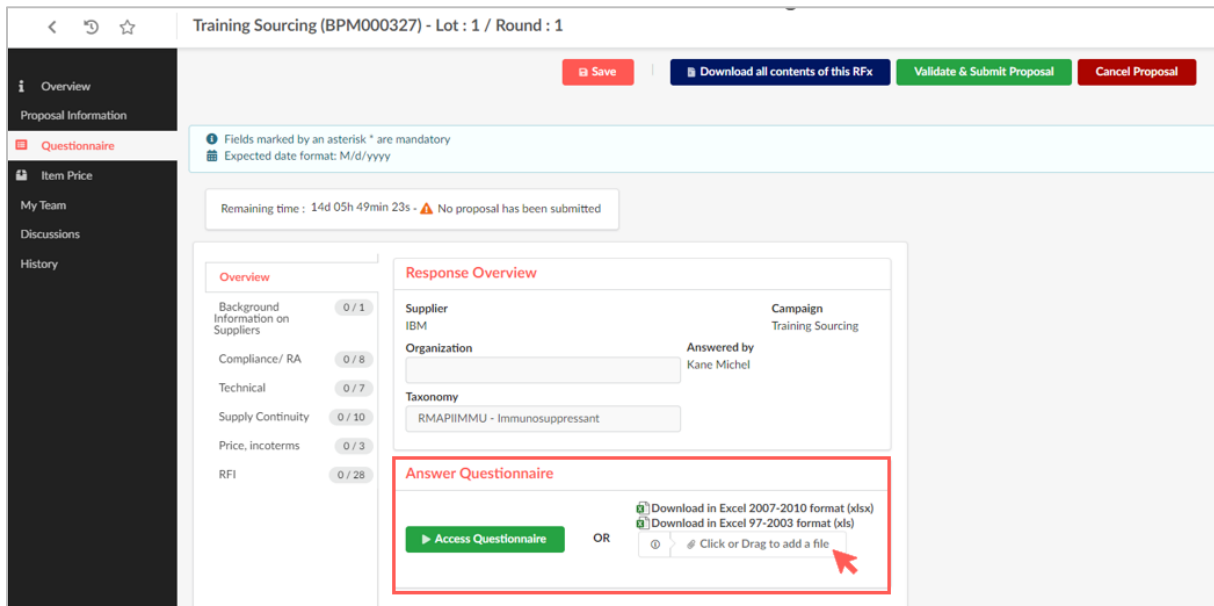 Training Sourcing (BPM000327) - Lot : 1 / Round : 1
Save
Download all contents of this RFx
Validate & Submit Proposal
Cancel Proposal
Overview
Proposal Information
Questionnaire
Item Price
My Team
Discussions
History
Fields marked by an asterisk * are mandatory
Expected date format: M/d/yyyy
Remaining time : 14d 05h 49min 23s - No proposal has been submitted
Overview
Background Information on Suppliers 0 / 1
Compliance/ RA 0 / 8
Technical 0 / 7
Supply Continuity 0 / 10
Price, incoterms 0 / 3
RFI 0 / 28
Response Overview
Supplier
IBM
Campaign
Training Sourcing
Organization
Answered by
Kane Michel
Taxonomy
RMAPIIMMU - Immunosuppressant
Answer Questionnaire
Access Questionnaire
OR
Download in Excel 2007-2010 format (xlsx)
Download in Excel 97-2003 format (xls)
Click or Drag to add a file